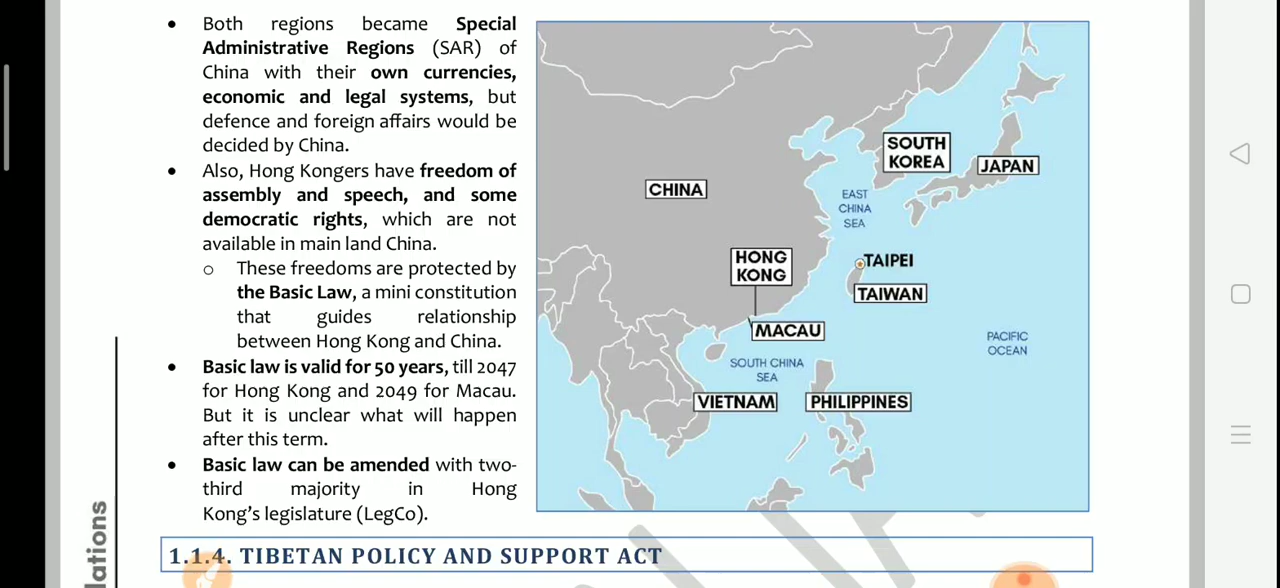 • Both regions became Special
Administrative Regions (SAR) of
China with their own currencies,
economic and legal systems, but
defence and foreign affairs would be
decided by China.
• Also, Hong Kongers have freedom of
assembly and speech, and some
democratic rights, which are not
available in main land China.
o These freedoms are protected by
the Basic Law, a mini constitution
that guides relationship
between Hong Kong and China.
• Basic law is valid for 50 years, till 2047
for Hong Kong and 2049 for Macau.
But it is unclear what will happen
after this term.
• Basic law can be amended with two-
third majority in Hong
Kong's legislature (LegCo).
SOUTH
KOREA
JAPAN
CHINA
EAST
CHINA
SEA
HONG
KONG
TAIPEI
TAIWAN
MACAU
PACIFIC
OCEAN
SOUTH CHINA
SEA
VIETNAM
PHILIPPINES
1.1.4. TIBETAN POLICY AND SUPPORT ACT
lations